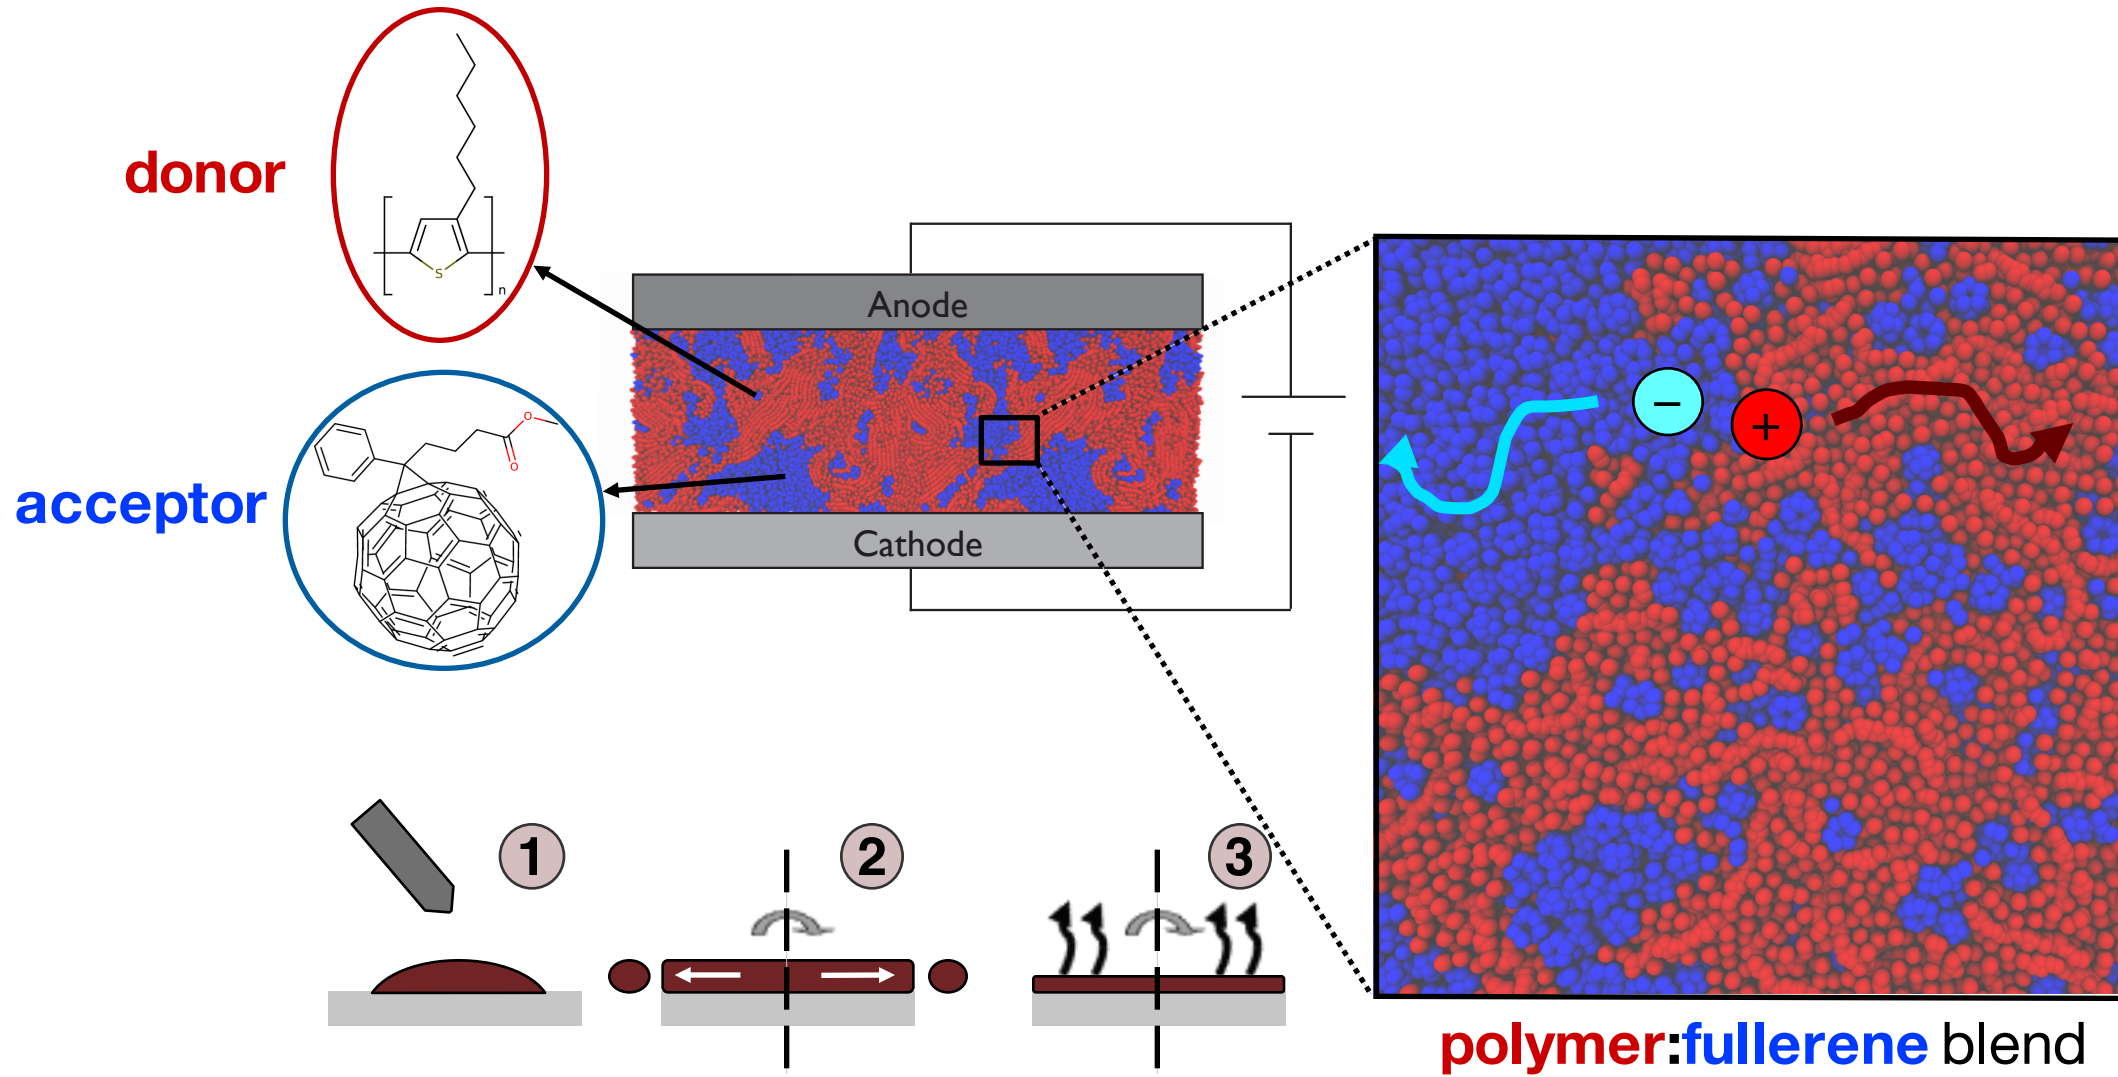 donor
S
n
Anode
acceptor
O
O
Cathode
−
+
1
2
3
polymer:fullerene blend